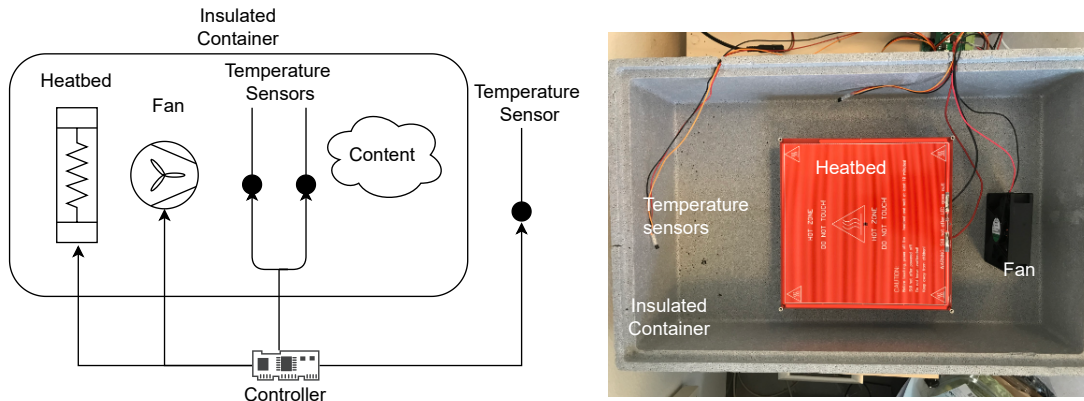 Insulated
Container
Heatbed
Fan
Temperature
Sensors
Temperature
Sensor
Content
Controller
Heatbed
HOT ZONE
DO NOT TOUCH!
HOT ZONE
DO NOT TOUCH!
CAUTION:
Temperature
sensors
Fan
Insulated
Container